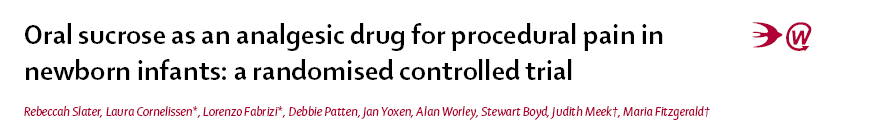 Oral sucrose as an analgesic drug for procedural pain in
newborn infants: a randomised controlled trial
W
Rebeccah Slater, Laura Cornelissen*, Lorenzo Fabrizi*, Debbie Patten, Jan Yoxen, Alan Worley, Stewart Boyd, Judith Meek†, Maria Fitzgerald†